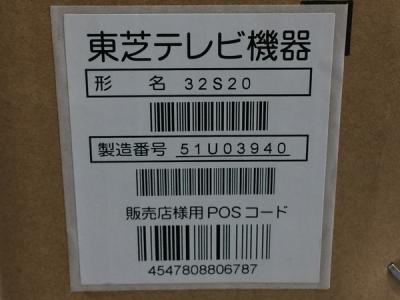 東芝テレビ機器
形 名 32S20
製造番号 51U03940
販売店様用POSコード
4547808806787